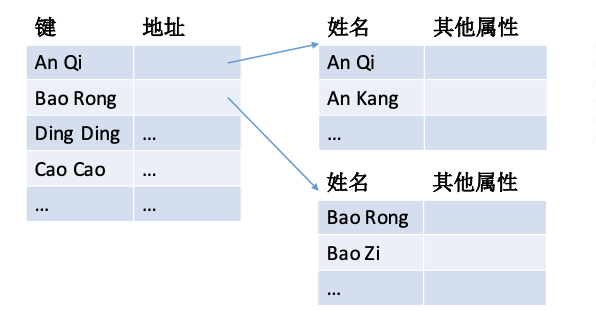 键 地址
An Qi
Bao Rong
Ding Ding ...
Cao Cao ...
... ...
姓名 其他属性
An Qi
An Kang
...
姓名 其他属性
Bao Rong
Bao Zi
...